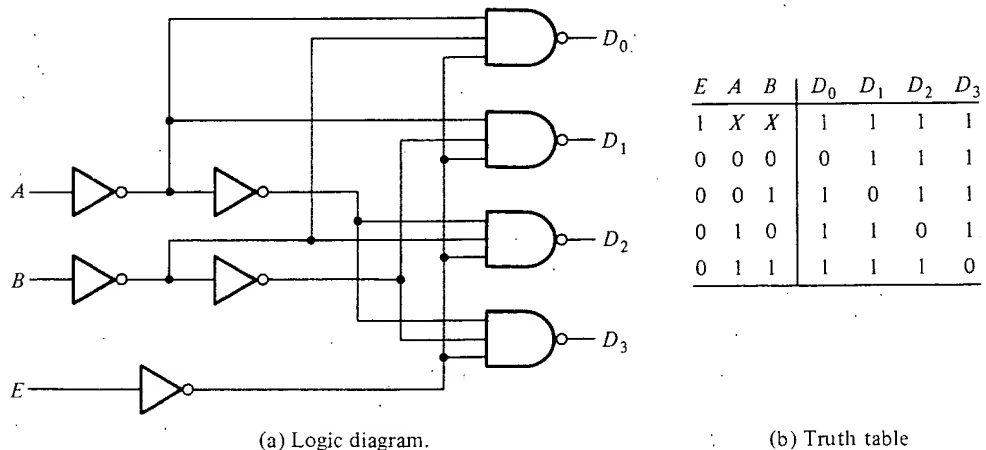 D0
D1
A
D2
B
D3
E
(a) Logic diagram.
E A B D0 D1 D2 D3
1 X X 1 1 1 1
0 0 0 0 1 1 1
0 0 1 1 0 1 1
0 1 0 1 1 0 1
0 1 1 1 1 1 0
(b) Truth table